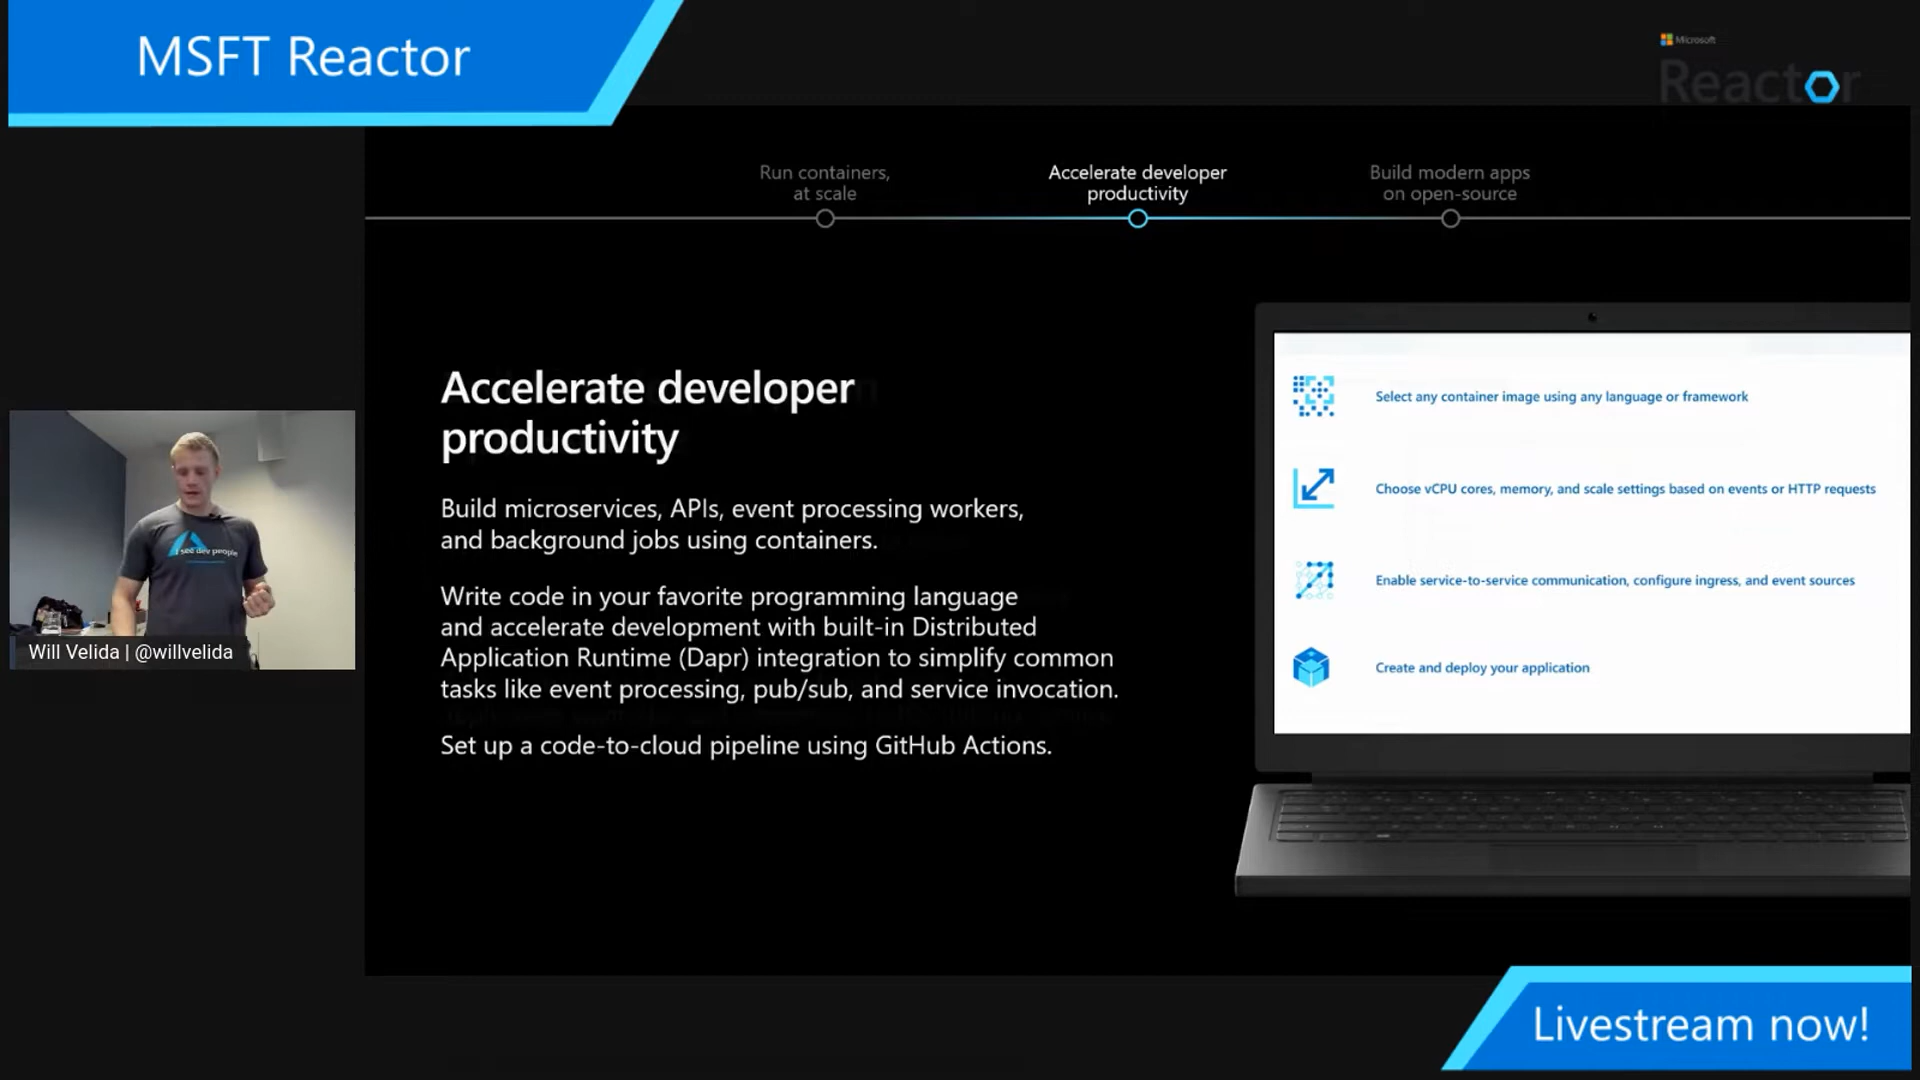 MSFT Reactor
Microsoft
Reactor
Run containers,
at scale
Accelerate developer
productivity
Build modern apps
on open-source
Accelerate developer
productivity
Build microservices, APIs, event processing workers,
and background jobs using containers.
Write code in your favorite programming language
and accelerate development with built-in Distributed
Application Runtime (Dapr) integration to simplify common
tasks like event processing, pub/sub, and service invocation.
Set up a code-to-cloud pipeline using GitHub Actions.
Select any container image using any language or framework
Choose vCPU cores, memory, and scale settings based on events or HTTP requests
Enable service-to-service communication, configure ingress, and event sources
Create and deploy your application
I see dev people
Will Velida | @willvelida
Livestream now!